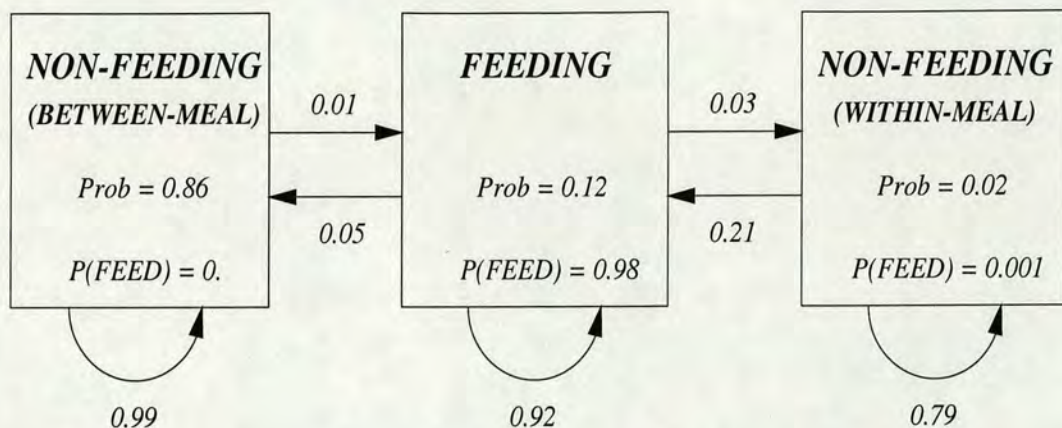 NON-FEEDING
(BETWEEN-MEAL)
Prob = 0.86
P(FEED) = 0.
0.99
0.01
0.05
FEEDING
Prob = 0.12
P(FEED) = 0.98
0.92
0.03
0.21
NON-FEEDING
(WITHIN-MEAL)
Prob = 0.02
P(FEED) = 0.001
0.79